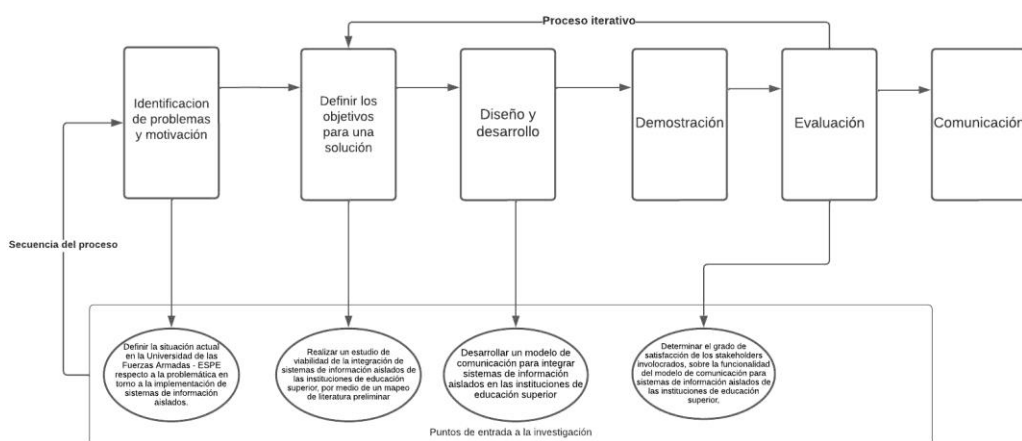 Proceso iterativo
Identificacion
de problemas
y motivación
Definir los
objetivos
para una
solución
Diseño y
desarrollo
Demostración
Evaluación
Comunicación
Secuencia del proceso
Definir la situación actual
en la Universidad de las
Fuerzas Armadas - ESPE
respecto a la problemática en
torno a la implementación de
sistemas de información
aislados.
Realizar un estudio de
viabilidad de la integración de
sistemas de información aislados de
las instituciones de educación
superior, por medio de un mapeo
de literatura preliminar
Desarrollar un modelo de
comunicación para integrar
sistemas de información
aislados en las instituciones de
educación superior
Determinar el grado de
satisfacción de los stakeholders
involocrados, sobre la funcionalidad
del modelo de comunicación para
sistemas de información aislados de
las instituciones de educación
superior.
Puntos de entrada a la investigación